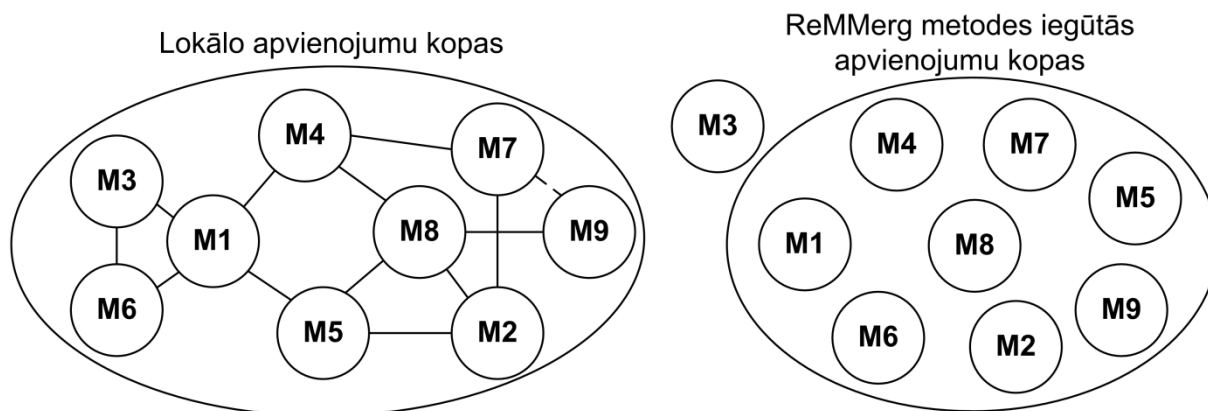 Lokālo apvienojumu kopas
M4
M7
M3
M1
M8
M9
M6
M5
M2
ReMMerg metodes iegūtās
apvienojumu kopas
M3
M4
M7
M5
M1
M8
M9
M6
M2